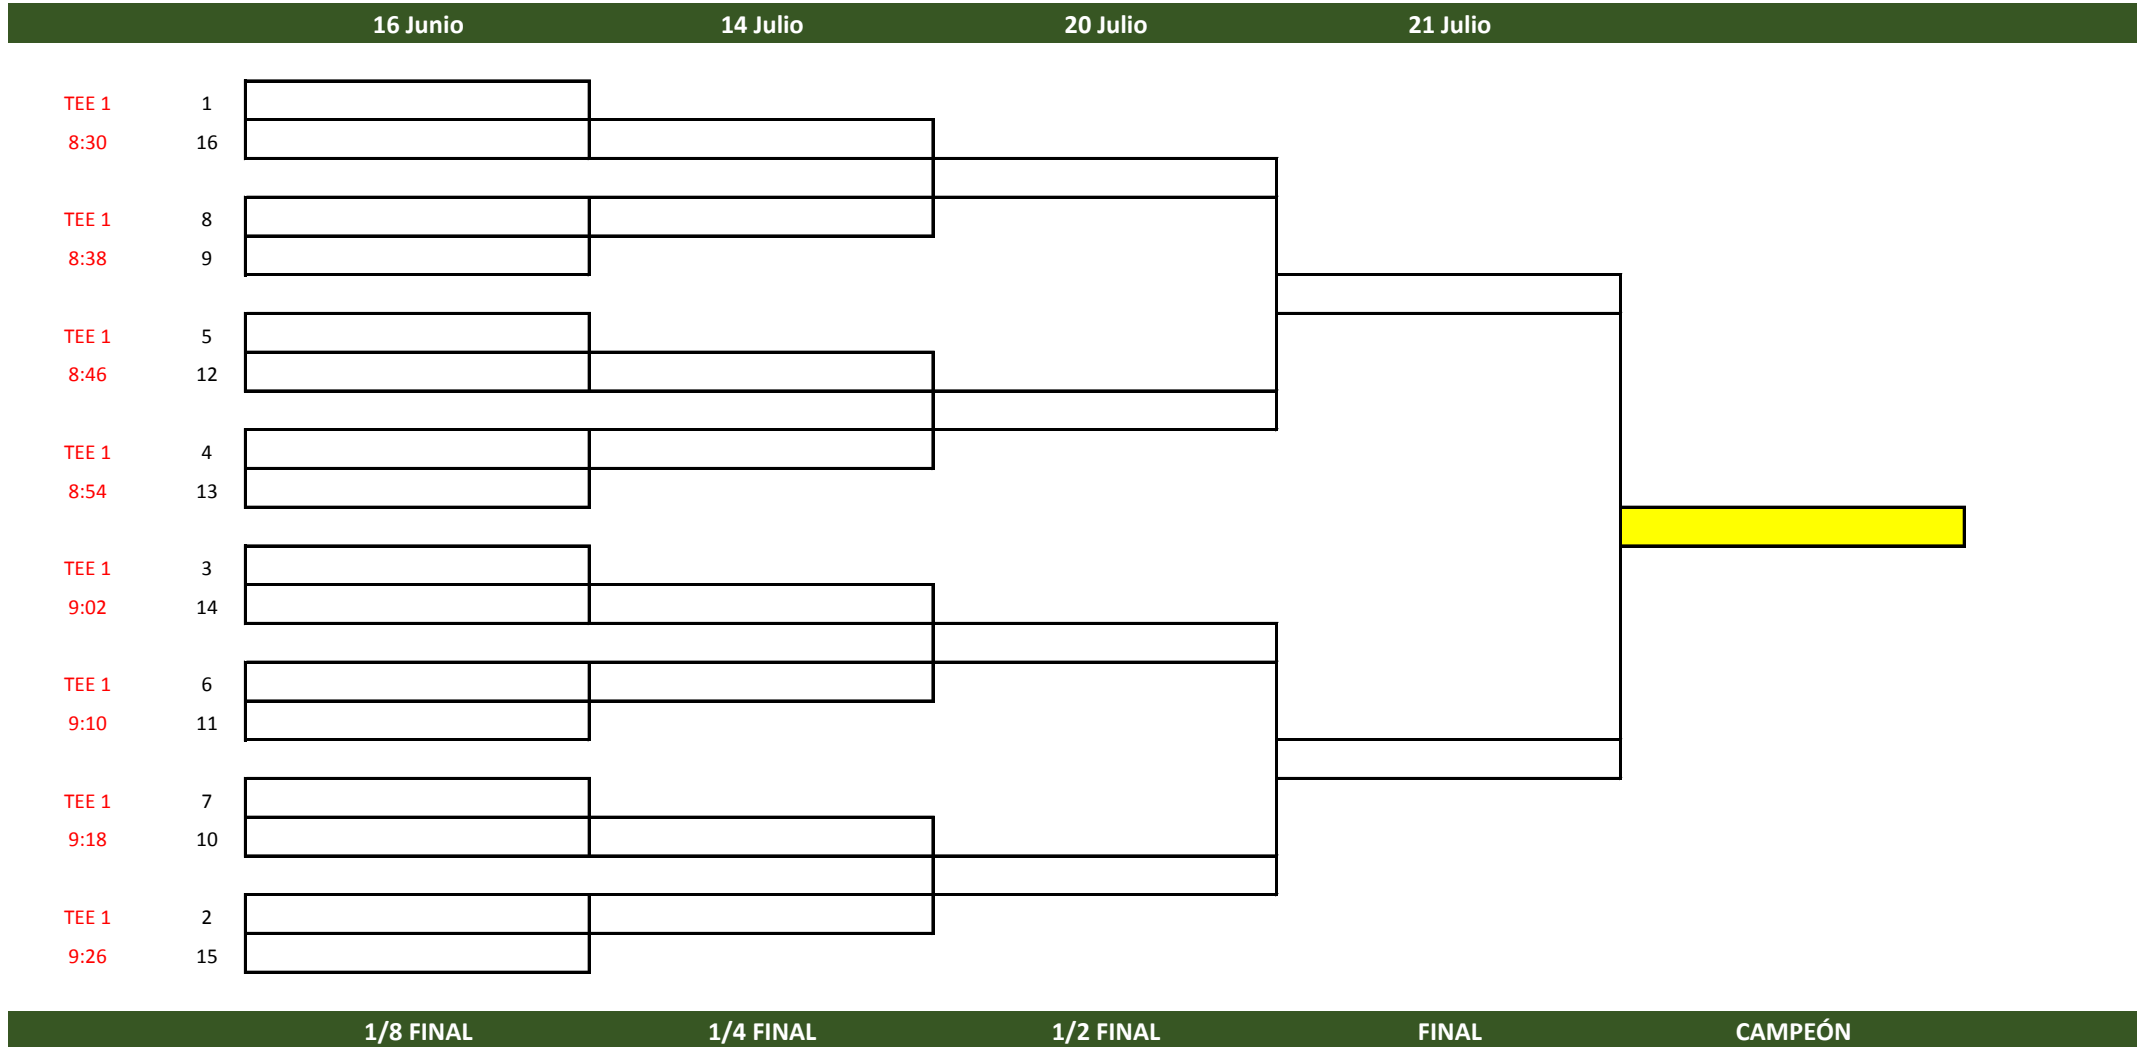 16 Junio 14 Julio 20 Julio 21 Julio
TEE 1 1
8:30 16
TEE 1 8
8:38 9
TEE 1 5
8:46 12
TEE 1 4
8:54 13
TEE 1 3
9:02 14
TEE 1 6
9:10 11
TEE 1 7
9:18 10
TEE 1 2
9:26 15
1/8 FINAL 1/4 FINAL 1/2 FINAL FINAL CAMPEÓN